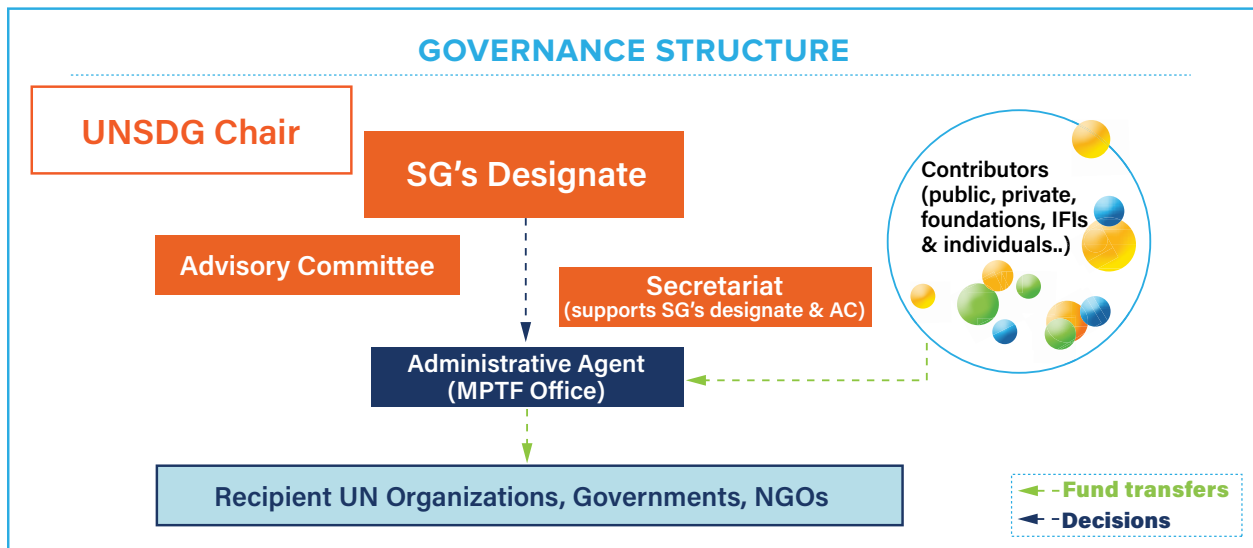 GOVERNANCE STRUCTURE
UNSDG Chair
SG's Designate
Advisory Committee
Secretariat
(supports SG's designate & AC)
Contributors
(public, private,
foundations, IFIs
& individuals..)
Administrative Agent
(MPTF Office)
Recipient UN Organizations, Governments, NGOs
Fund transfers
Decisions